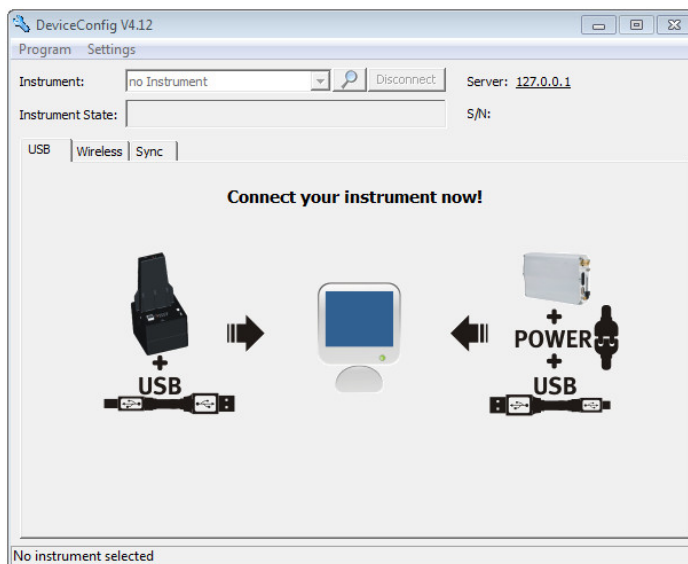 DeviceConfig V4.12
Program Settings
Instrument: no Instrument Disconnect Server: 127.0.0.1
Instrument State: S/N:
USB Wireless Sync
Connect your instrument now!
+
USB
+
POWER
+
USB
No instrument selected